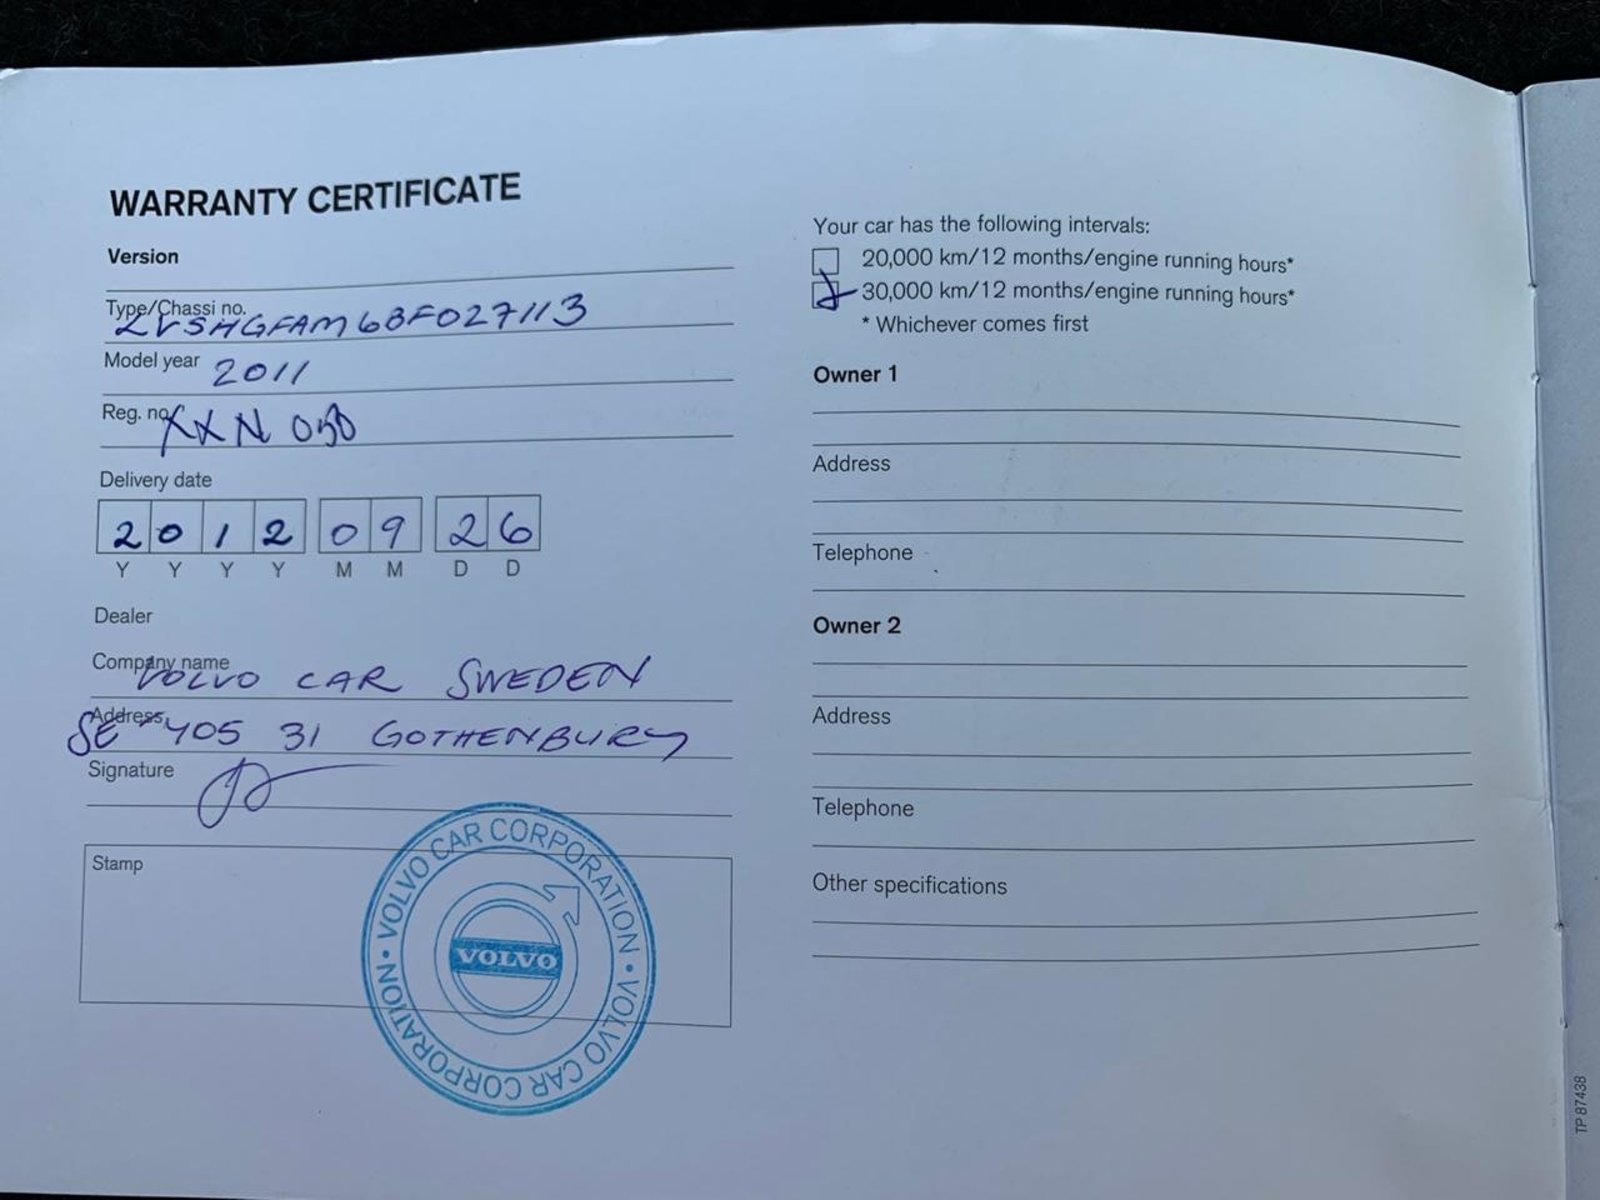 WARRANTY CERTIFICATE
Version
Type/Chassi no. LVSHGFAM6BF027113
Model year 2011
Reg. no. XXN 050
Delivery date
2012 09 26
Y Y Y Y M M D D
Dealer
Company name VOLVO CAR SWEDEN
Address SE-405 31 GOTHENBURG
Signature
Stamp
VOLVO CAR CORPORATION • VOLVO CAR CORPORATION •
VOLVO
Your car has the following intervals:
20,000 km/12 months/engine running hours*
30,000 km/12 months/engine running hours*
* Whichever comes first
Owner 1
Address
Telephone
Owner 2
Address
Telephone
Other specifications
TP 87438